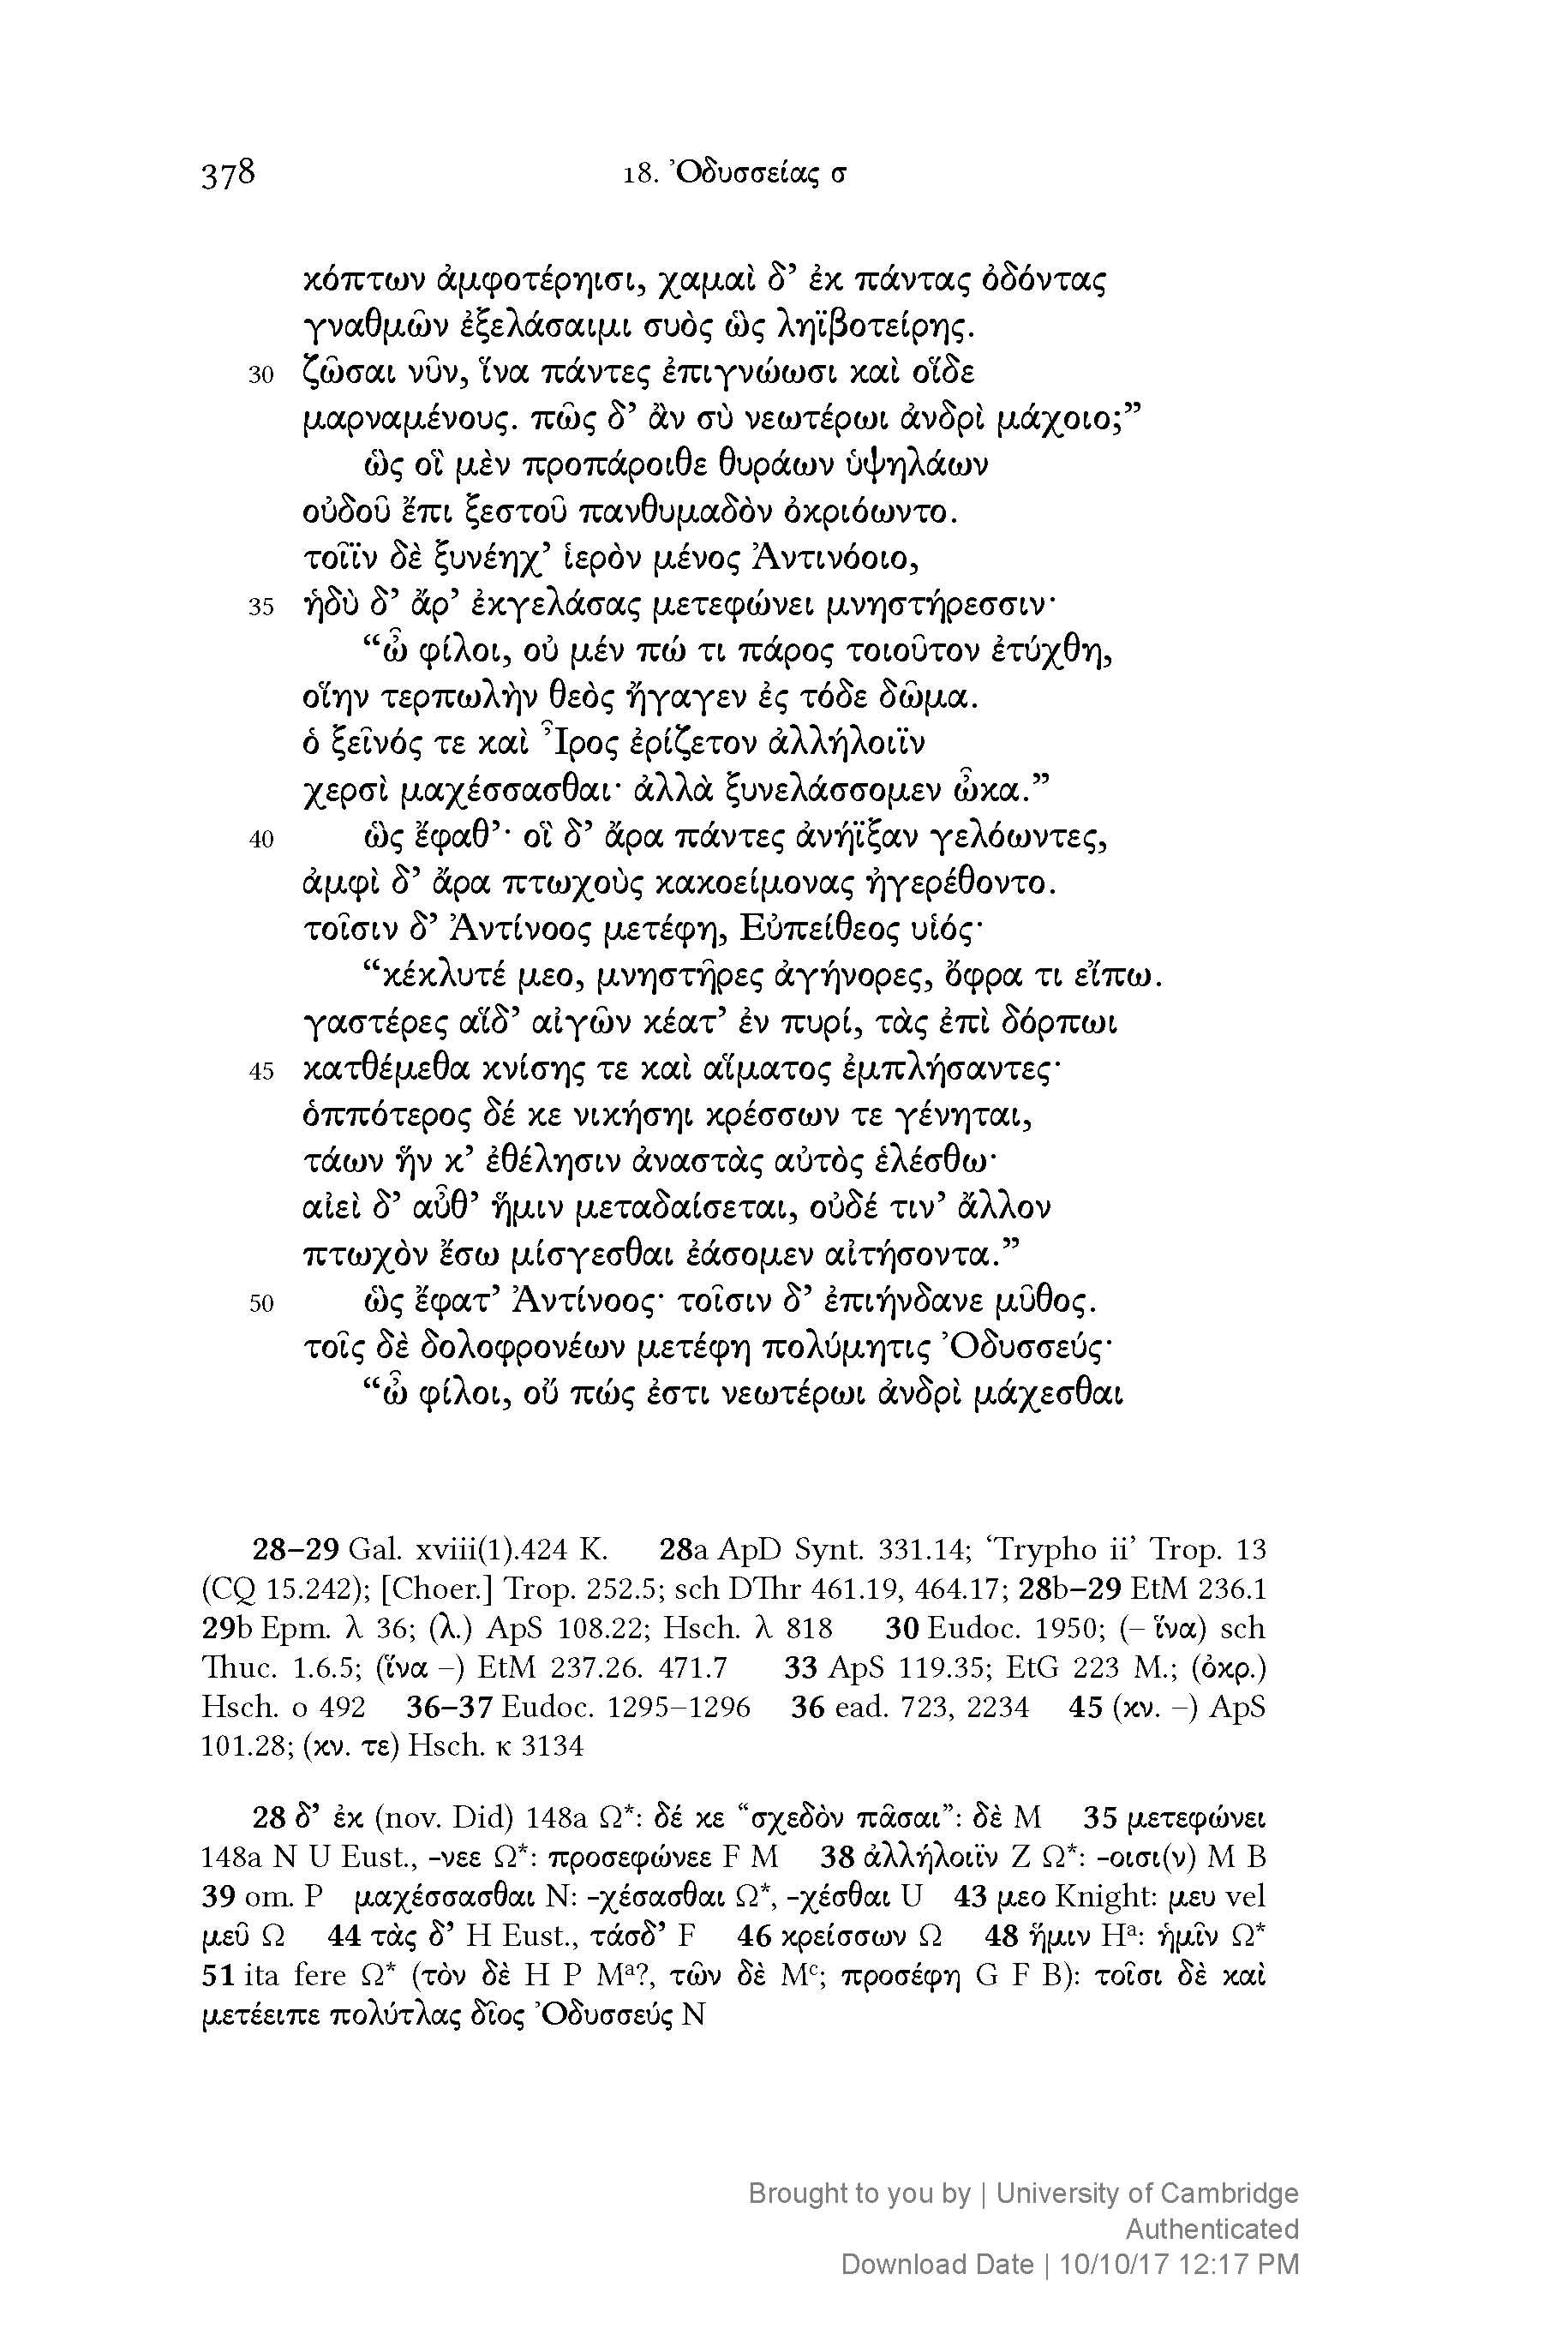 378 18. Ὀδυσσείας σ
κόπτων ἀμφοτέρηισι, χαμαὶ δ’ ἐκ πάντας ὀδόντας
γναθμῶν ἐξελάσαιμι συὸς ὣς ληϊβοτείρης.
30 ζῶσαι νῦν, ἵνα πάντες ἐπιγνώωσι καὶ οἵδε
μαρναμένους. πῶς δ’ ἂν σὺ νεωτέρωι ἀνδρὶ μάχοιο;”
ὣς οἳ μὲν προπάροιθε θυράων ὑψηλάων
οὐδοῦ ἔπι ξεστοῦ πανθυμαδὸν ὀκριόωντο.
τοῖϊν δὲ ξυνέηχ’ ἱερὸν μένος Ἀντινόοιο,
35 ἡδὺ δ’ ἄρ’ ἐκγελάσας μετεφώνει μνηστήρεσσιν·
“ὦ φίλοι, οὐ μέν πώ τι πάρος τοιοῦτον ἐτύχθη,
οἵην τερπωλὴν θεὸς ἤγαγεν ἐς τόδε δῶμα.
ὁ ξεῖνός τε καὶ Ἶρος ἐρίζετον ἀλλήλοιϊν
χερσὶ μαχέσσασθαι· ἀλλὰ ξυνελάσσομεν ὦκα.”
40 ὣς ἔφαθ’· οἳ δ’ ἄρα πάντες ἀνήϊξαν γελόωντες,
ἀμφὶ δ’ ἄρα πτωχοὺς κακοείμονας ἠγερέθοντο.
τοῖσιν δ’ Ἀντίνοος μετέφη, Εὐπείθεος υἱός·
“κέκλυτέ μεο, μνηστῆρες ἀγήνορες, ὄφρα τι εἴπω.
γαστέρες αἵδ’ αἰγῶν κέατ’ ἐν πυρί, τὰς ἐπὶ δόρπωι
45 κατθέμεθα κνίσης τε καὶ αἵματος ἐμπλήσαντες·
ὁππότερος δέ κε νικήσηι κρέσσων τε γένηται,
τάων ἥν κ’ ἐθέλησιν ἀναστὰς αὐτὸς ἑλέσθω·
αἰεὶ δ’ αὖθ’ ἥμιν μεταδαίσεται, οὐδέ τιν’ ἄλλον
πτωχὸν ἔσω μίσγεσθαι ἐάσομεν αἰτήσοντα.”
50 ὣς ἔφατ’ Ἀντίνοος· τοῖσιν δ’ ἐπιήνδανε μῦθος.
τοῖς δὲ δολοφρονέων μετέφη πολύμητις Ὀδυσσεύς·
“ὦ φίλοι, οὔ πώς ἐστι νεωτέρωι ἀνδρὶ μάχεσθαι
28–29 Gal. xviii(1).424 K. 28a ApD Synt. 331.14; ‘Trypho ii’ Trop. 13
(CQ 15.242); [Choer.] Trop. 252.5; sch DThr 461.19, 464.17; 28b–29 EtM 236.1
29b Epm. λ 36; (λ.) ApS 108.22; Hsch. λ 818 30 Eudoc. 1950; (– ἵνα) sch
Thuc. 1.6.5; (ἵνα –) EtM 237.26. 471.7 33 ApS 119.35; EtG 223 M.; (ὀκρ.)
Hsch. ο 492 36–37 Eudoc. 1295–1296 36 ead. 723, 2234 45 (κν. –) ApS
101.28; (κν. τε) Hsch. κ 3134
28 δ’ ἐκ (nov. Did) 148a Ω*: δέ κε “σχεδὸν πᾶσαι”: δὲ M 35 μετεφώνει
148a N U Eust., -νεε Ω*: προσεφώνεε F M 38 ἀλλήλοιϊν Z Ω*: -οισι(ν) M B
39 om. P μαχέσσασθαι N: -χέσασθαι Ω*, -χέσθαι U 43 μεο Knight: μευ vel
μεῦ Ω 44 τὰς δ’ H Eust., τάσδ’ F 46 κρείσσων Ω 48 ἥμιν Hᵃ: ἡμῖν Ω*
51 ita fere Ω* (τὸν δὲ H P Mᵃ?, τῶν δὲ Mᶜ; προσέφη G F B): τοῖσι δὲ καὶ
μετέειπε πολύτλας δῖος Ὀδυσσεύς N
Brought to you by | University of Cambridge
Authenticated
Download Date | 10/10/17 12:17 PM